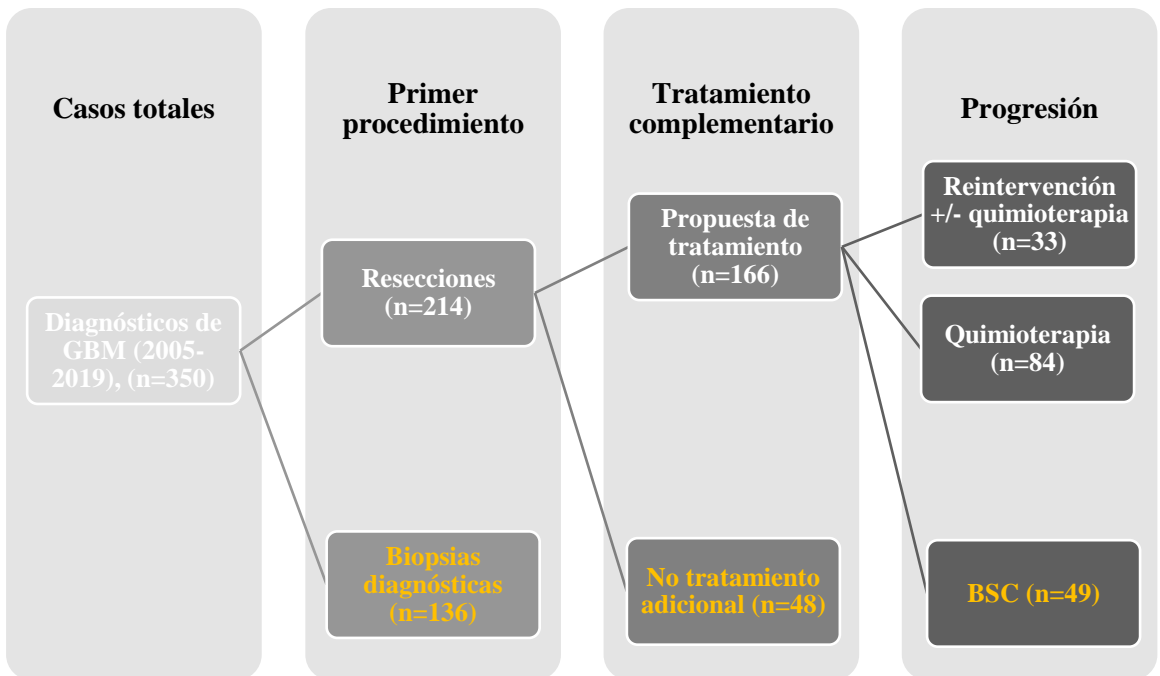 Casos totales
Diagnósticos de
GBM (2005-
2019), (n=350)
Primer
procedimiento
Resecciones
(n=214)
Biopsias
diagnósticas
(n=136)
Tratamiento
complementario
Propuesta de
tratamiento
(n=166)
No tratamiento
adicional (n=48)
Progresión
Reintervención
+/- quimioterapia
(n=33)
Quimioterapia
(n=84)
BSC (n=49)